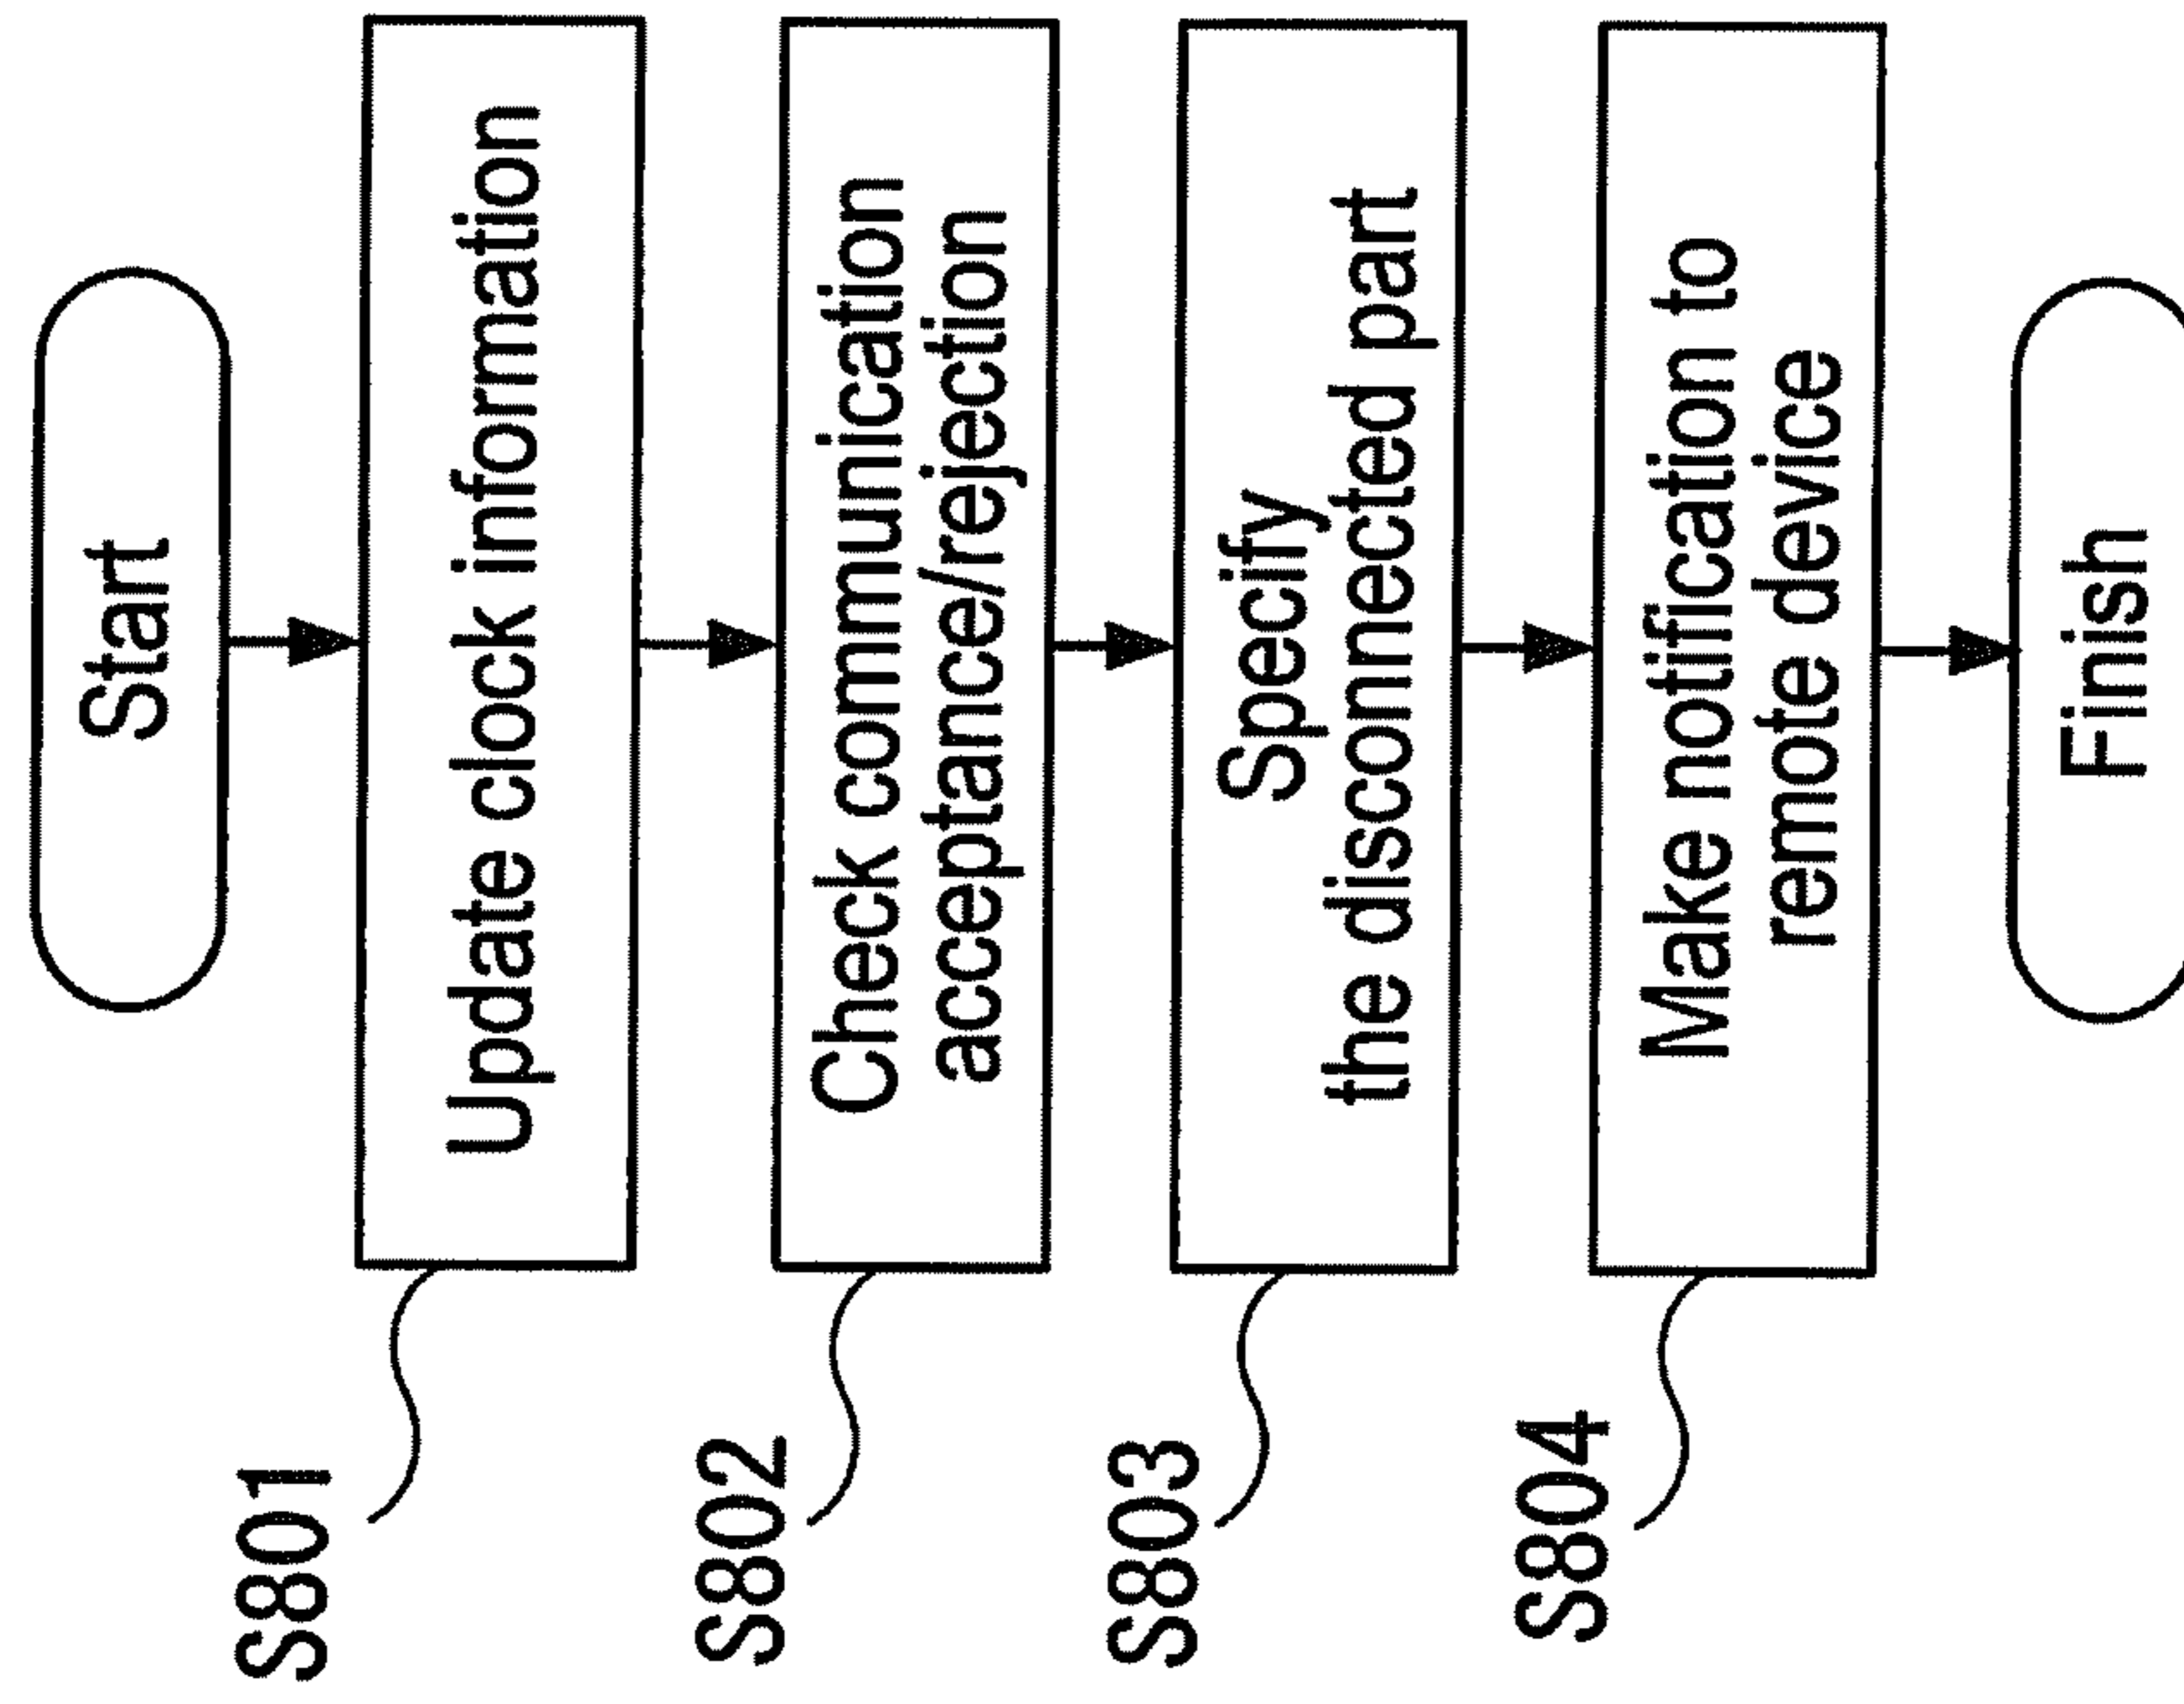 Start
S801
Update clock information
S802
Check communication
acceptance/rejection
S803
Specify
the disconnected part
S804
Make notification to
remote device
Finish